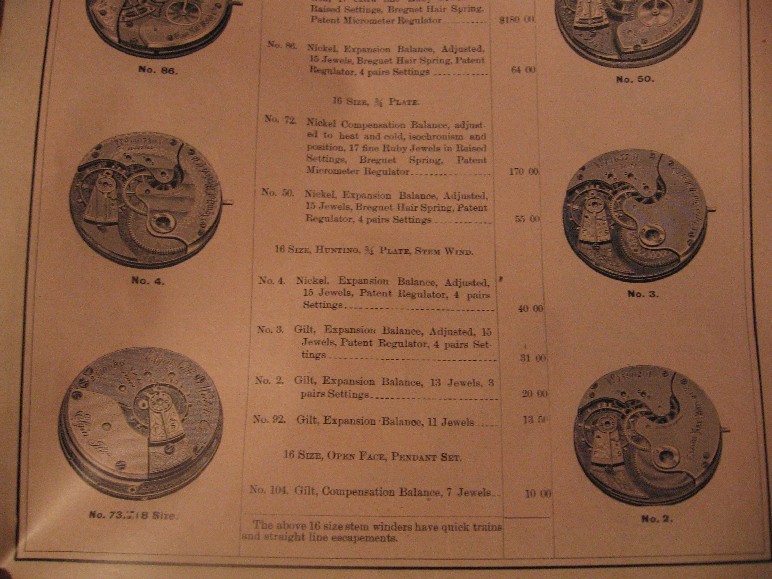 Raised Settings, Breguet Hair Spring,
Patent Micrometer Regulator $180 00
No. 86. Nickel, Expansion Balance, Adjusted,
15 Jewels, Breguet Hair Spring, Patent
Regulator, 4 pairs Settings 64 00
16 Size, ¾ Plate.
No. 72. Nickel Compensation Balance, adjust
ed to heat and cold, isochronism and
position, 17 fine Ruby Jewels in Raised
Settings, Breguet Spring, Patent
Micrometer Regulator 170 00
No. 50. Nickel, Expansion Balance, Adjusted,
15 Jewels, Breguet Hair Spring, Patent
Regulator, 4 pairs Settings 55 00
16 Size, Hunting, ¾ Plate, Stem Wind.
No. 4. Nickel, Expansion Balance, Adjusted,
15 Jewels, Patent Regulator, 4 pairs
Settings 40 00
No. 3. Gilt, Expansion Balance, Adjusted, 15
Jewels, Patent Regulator, 4 pairs Set-
tings 31 00
No. 2. Gilt, Expansion Balance, 13 Jewels, 3
pairs Settings 20 00
No. 92. Gilt, Expansion Balance, 11 Jewels 13 50
16 Size, Open Face, Pendant Set.
No. 104. Gilt, Compensation Balance, 7 Jewels 10 00
The above 16 size stem winders have quick trains
and straight line escapements.
No. 86.
No. 4.
No. 73. 18 Size.
No. 50.
No. 3.
No. 2.